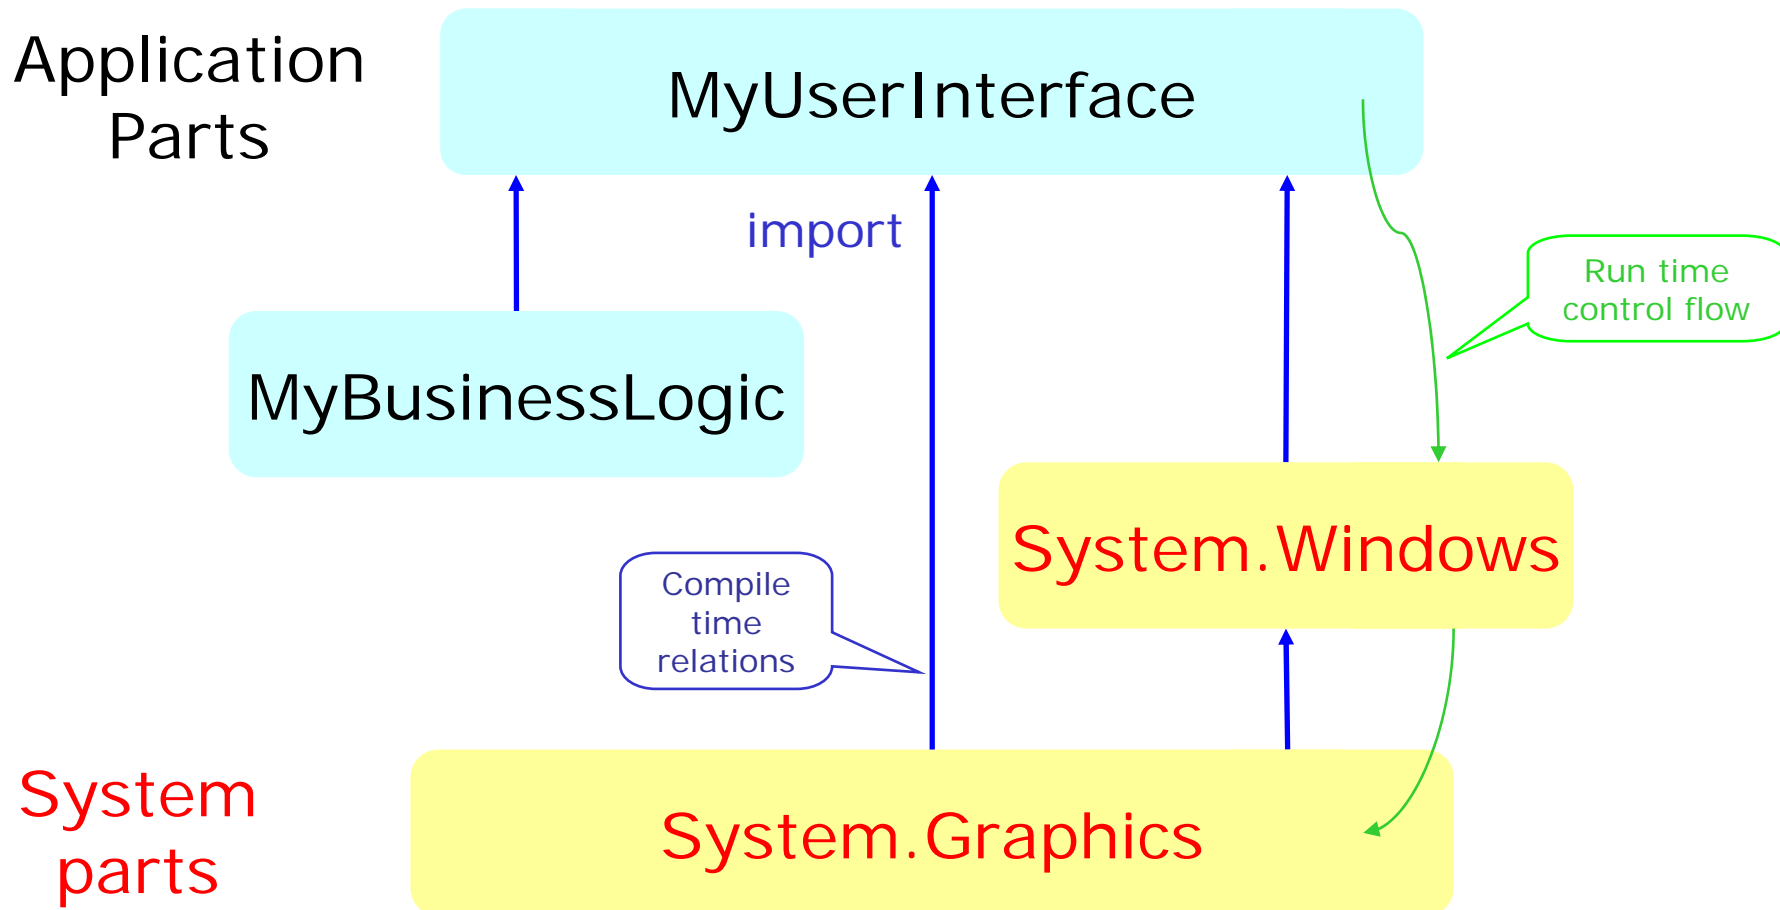 Application
Parts
MyUserInterface
import
Run time
control flow
MyBusinessLogic
System.Windows
Compile
time
relations
System
parts
System.Graphics